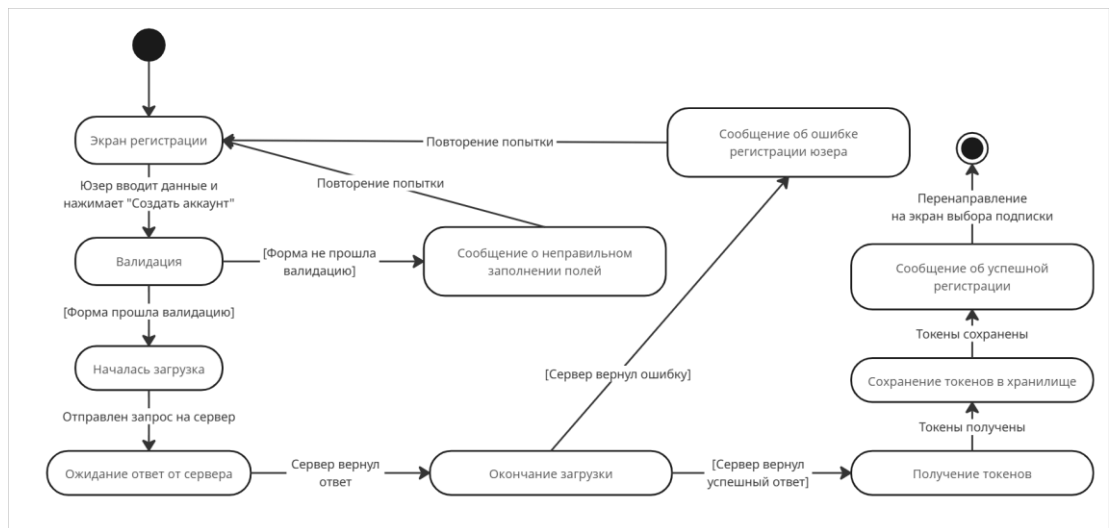 Экран регистрации
Юзер вводит данные и
нажимает "Создать аккаунт"
Валидация
[Форма не прошла
валидацию]
Сообщение о неправильном
заполнении полей
Повторение попытки
Повторение попытки
Сообщение об ошибке
регистрации юзера
[Форма прошла валидацию]
Началась загрузка
Отправлен запрос на сервер
Ожидание ответ от сервера
Сервер вернул
ответ
Окончание загрузки
[Сервер вернул ошибку]
[Сервер вернул
успешный ответ]
Получение токенов
Токены получены
Сохранение токенов в хранилище
Токены сохранены
Сообщение об успешной
регистрации
Перенаправление
на экран выбора подписки